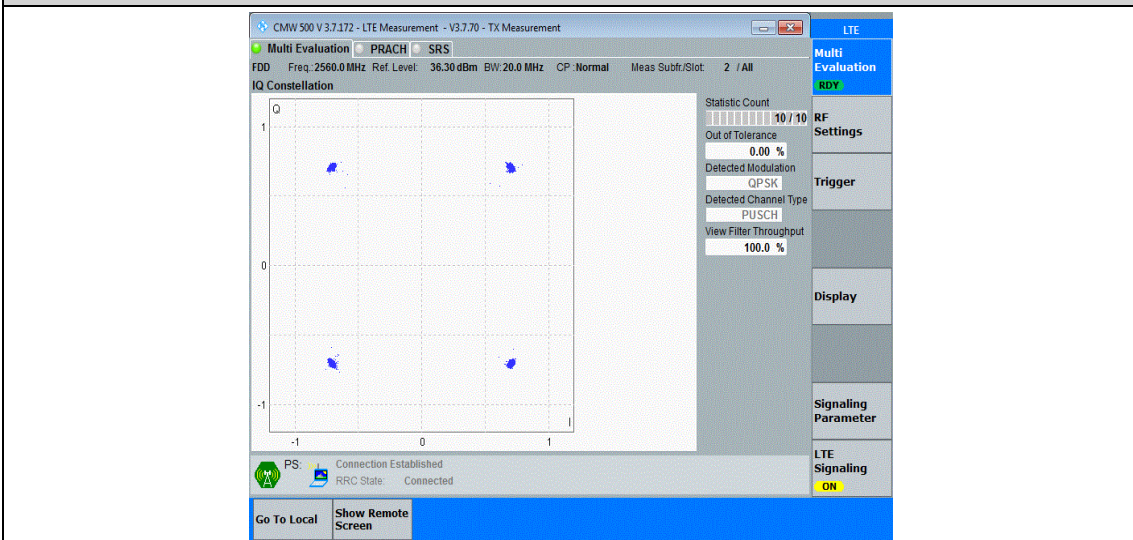 CMW 500 V 3.7.172 - LTE Measurement - V3.7.70 - TX Measurement
LTE
Multi Evaluation PRACH SRS
Multi
Evaluation
RDY
FDD Freq.: 2560.0 MHz Ref. Level: 36.30 dBm BW: 20.0 MHz CP : Normal Meas Subfr./Slot: 2 / All
IQ Constellation
Q
1
0
-1
-1 0 1
I
Statistic Count
10 / 10
Out of Tolerance
0.00 %
Detected Modulation
QPSK
Detected Channel Type
PUSCH
View Filter Throughput
100.0 %
RF
Settings
Trigger
Display
Signaling
Parameter
LTE
Signaling
ON
PS: Connection Established
RRC State: Connected
Go To Local
Show Remote
Screen